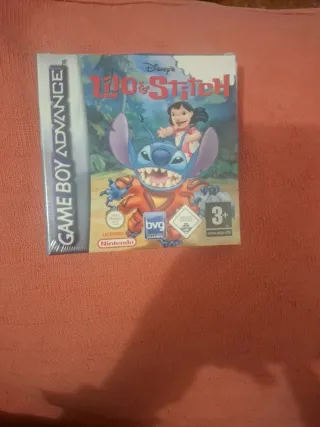 GAME BOY ADVANCE
Disney's
LILO & STITCH
Nintendo
bvg
3+